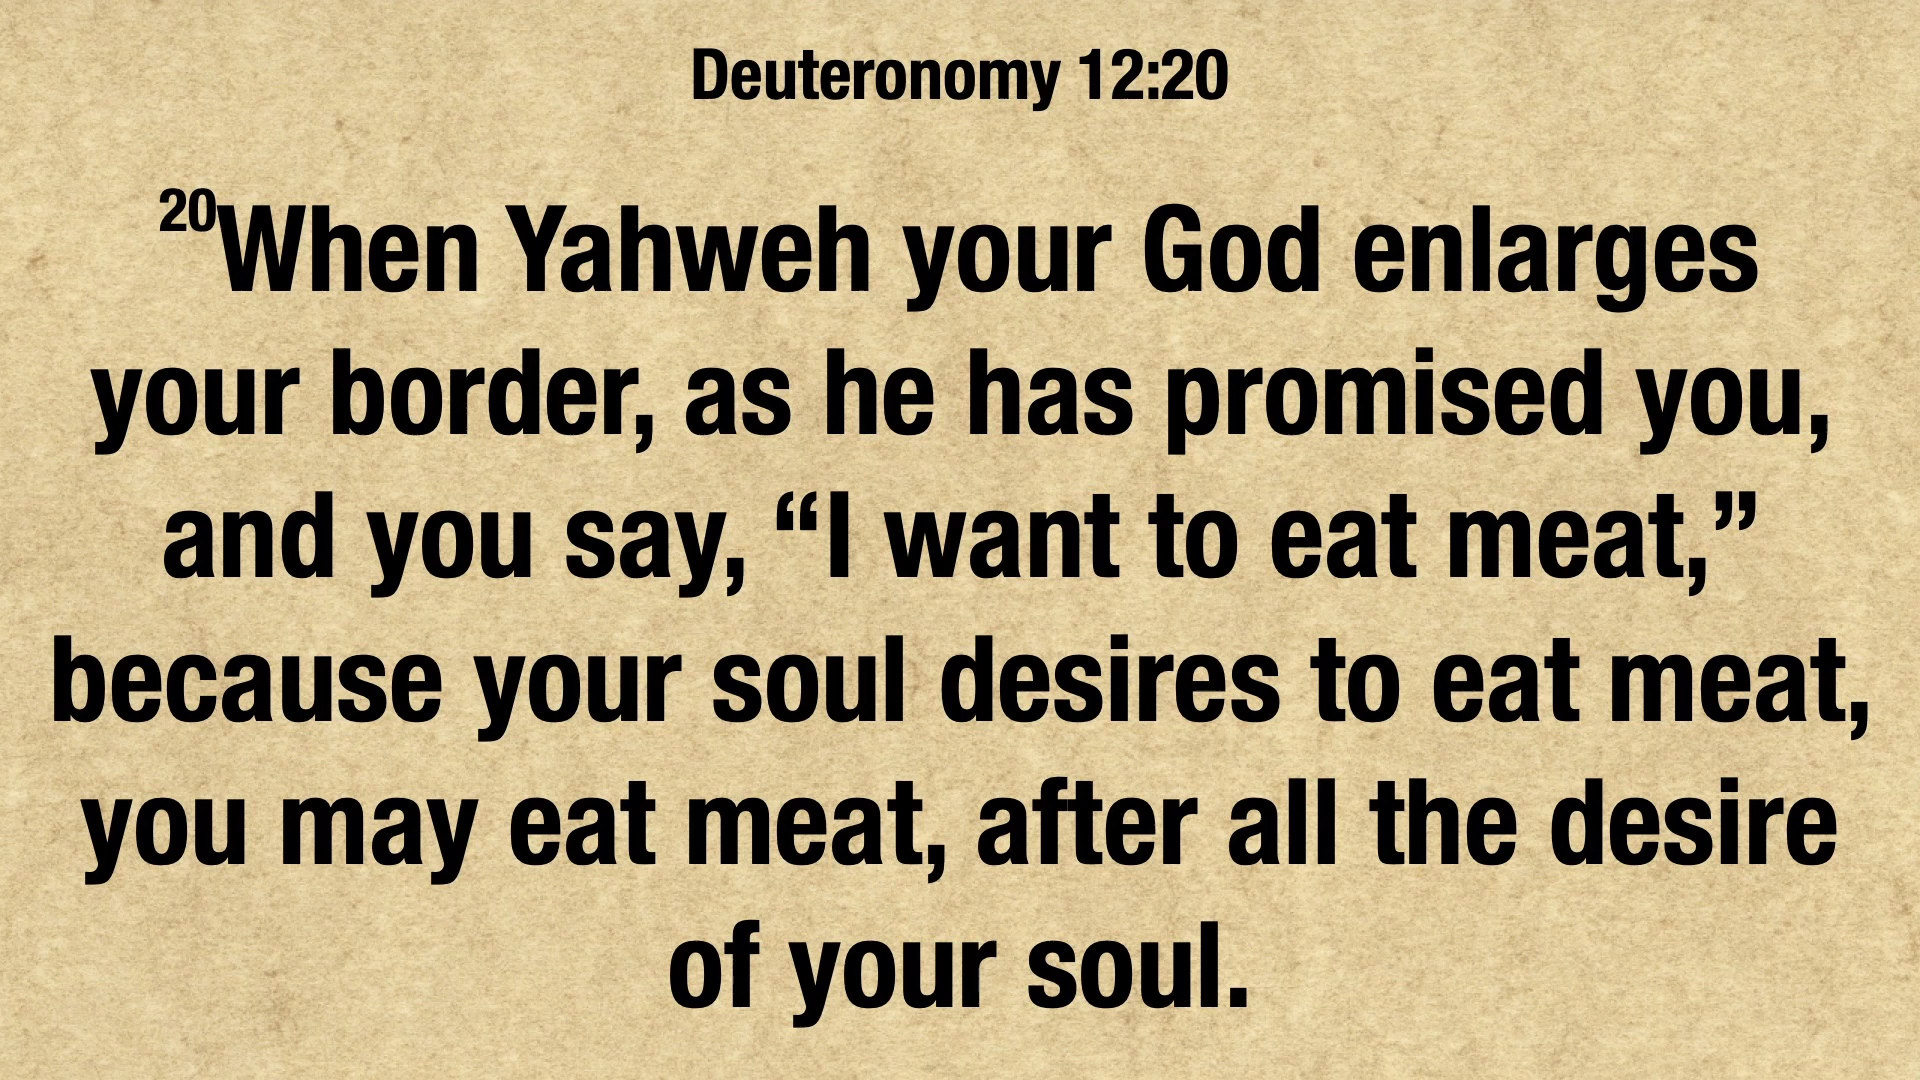 Deuteronomy 12:20
20When Yahweh your God enlarges
your border, as he has promised you,
and you say, “I want to eat meat,”
because your soul desires to eat meat,
you may eat meat, after all the desire
of your soul.